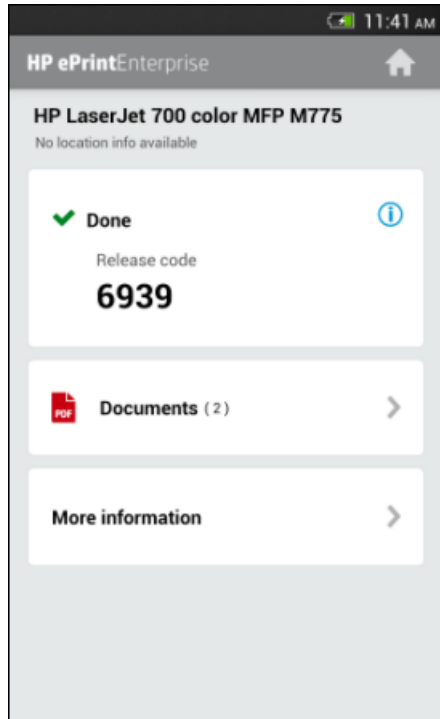 11:41 AM
HP ePrintEnterprise
HP LaserJet 700 color MFP M775
No location info available
Done
Release code
6939
PDF
Documents (2)
More information